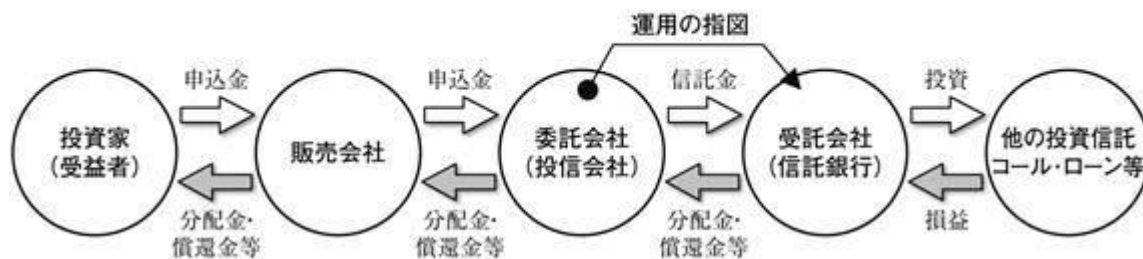 運用の指図
申込金
申込金
信託金
投資
投資家
(受益者)
販売会社
委託会社
(投信会社)
受託会社
(信託銀行)
他の投資信託
コール・ローン等
分配金・
償還金等
分配金・
償還金等
分配金・
償還金等
損益